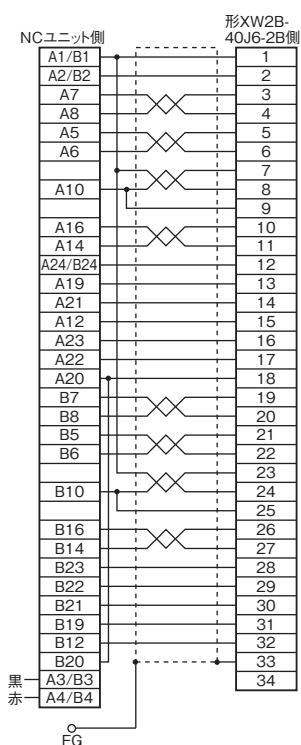 形XW2B-
40J6-2B側
NCユニット側
A1/B1 1
A2/B2 2
A7 3
A8 4
A5 5
A6 6
7
A10 8
9
A16 10
A14 11
A24/B24 12
A19 13
A21 14
A12 15
A23 16
A22 17
A20 18
B7 19
B8 20
B5 21
B6 22
23
B10 24
25
B16 26
B14 27
B23 28
B22 29
B21 30
B19 31
B12 32
B20 33
黒 A3/B3 34
赤 A4/B4
FG